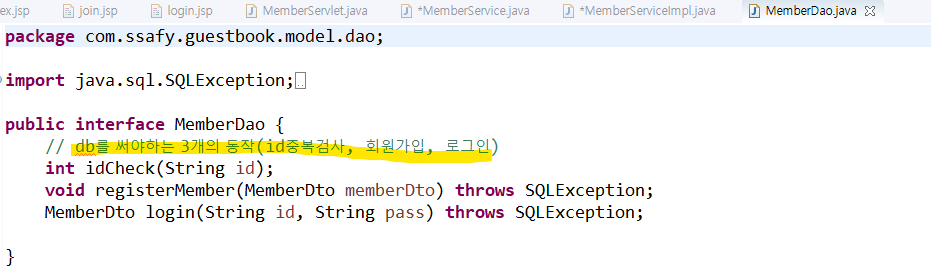 ex.jsp join.jsp login.jsp MemberServlet.java *MemberService.java *MemberServiceImpl.java MemberDao.java
package com.ssafy.guestbook.model.dao;
import java.sql.SQLException;
public interface MemberDao {
// db를 써야하는 3개의 동작(id중복검사, 회원가입, 로그인)
int idCheck(String id);
void registerMember(MemberDto memberDto) throws SQLException;
MemberDto login(String id, String pass) throws SQLException;
}